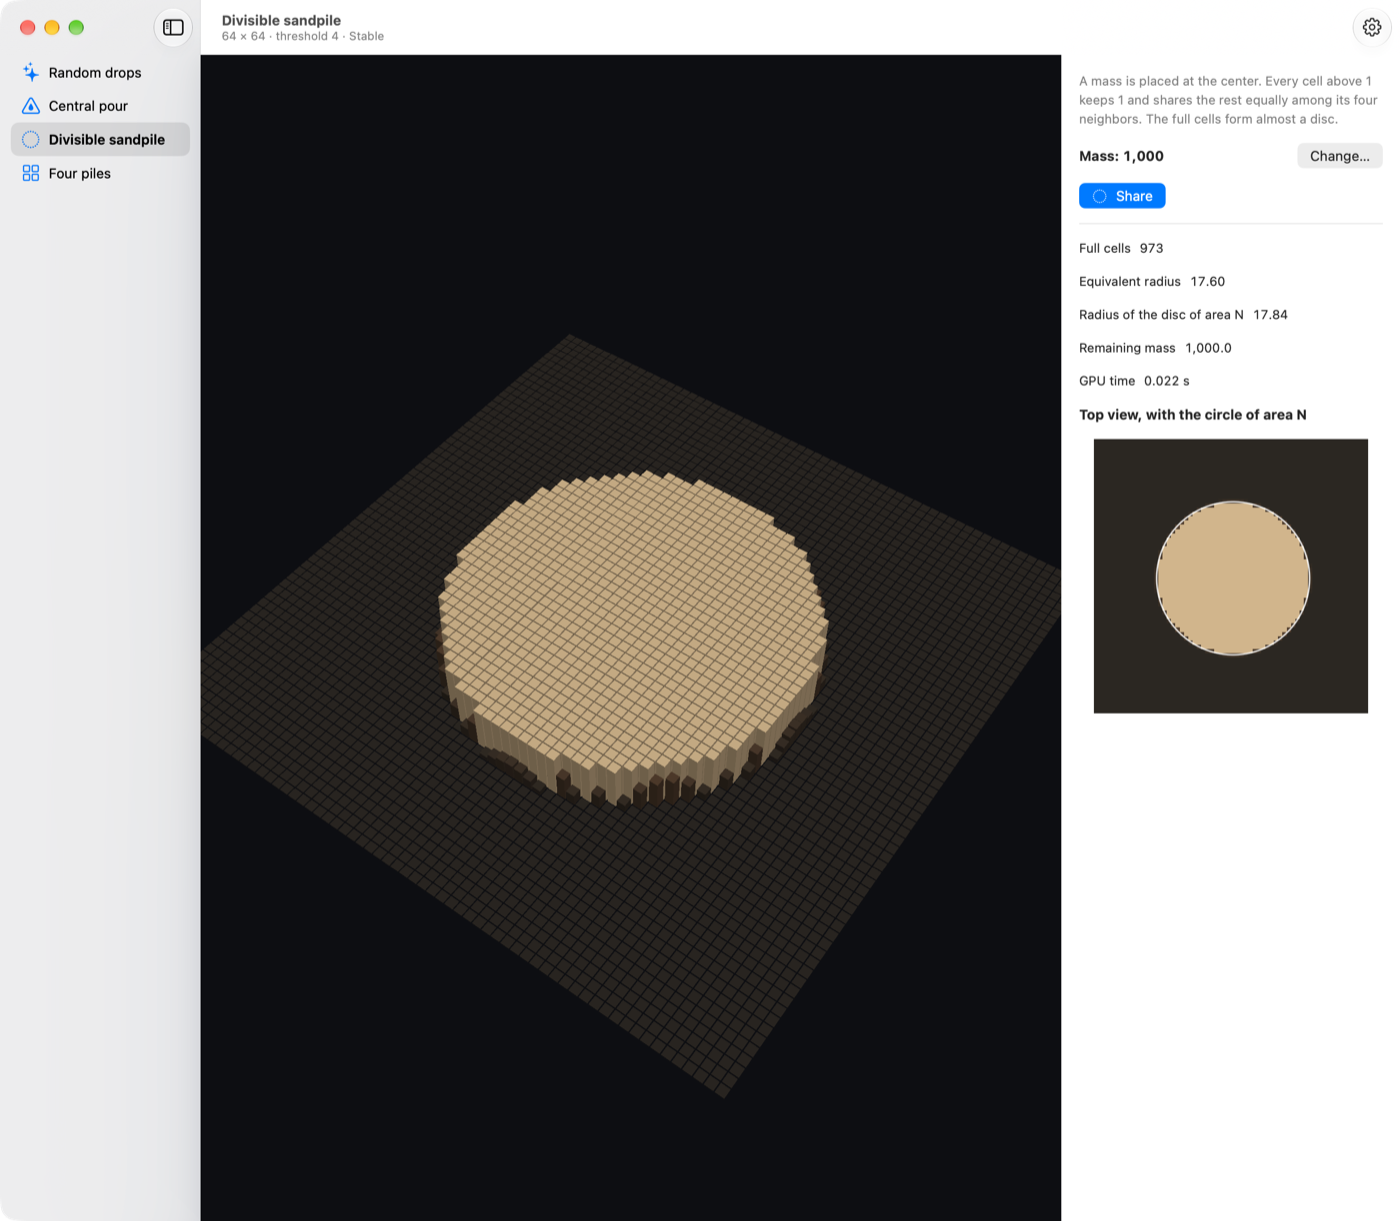 Divisible sandpile
64 × 64 · threshold 4 · Stable
Random drops
Central pour
Divisible sandpile
Four piles
A mass is placed at the center. Every cell above 1
keeps 1 and shares the rest equally among its four
neighbors. The full cells form almost a disc.
Mass: 1,000
Change...
Share
Full cells 973
Equivalent radius 17.60
Radius of the disc of area N 17.84
Remaining mass 1,000.0
GPU time 0.022 s
Top view, with the circle of area N